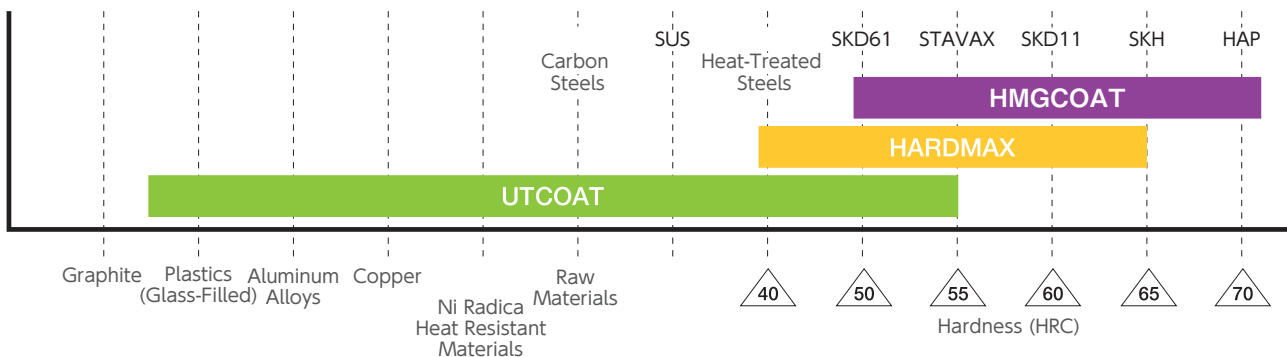 SUS
SKD61
STAVAX
SKD11
SKH
HAP
Carbon
Steels
Heat-Treated
Steels
HMGCOAT
HARDMAX
UTCOAT
Graphite
Plastics
(Glass-Filled)
Aluminum
Alloys
Copper
Ni Radica
Heat Resistant
Materials
Raw
Materials
40
50
55
60
65
70
Hardness (HRC)